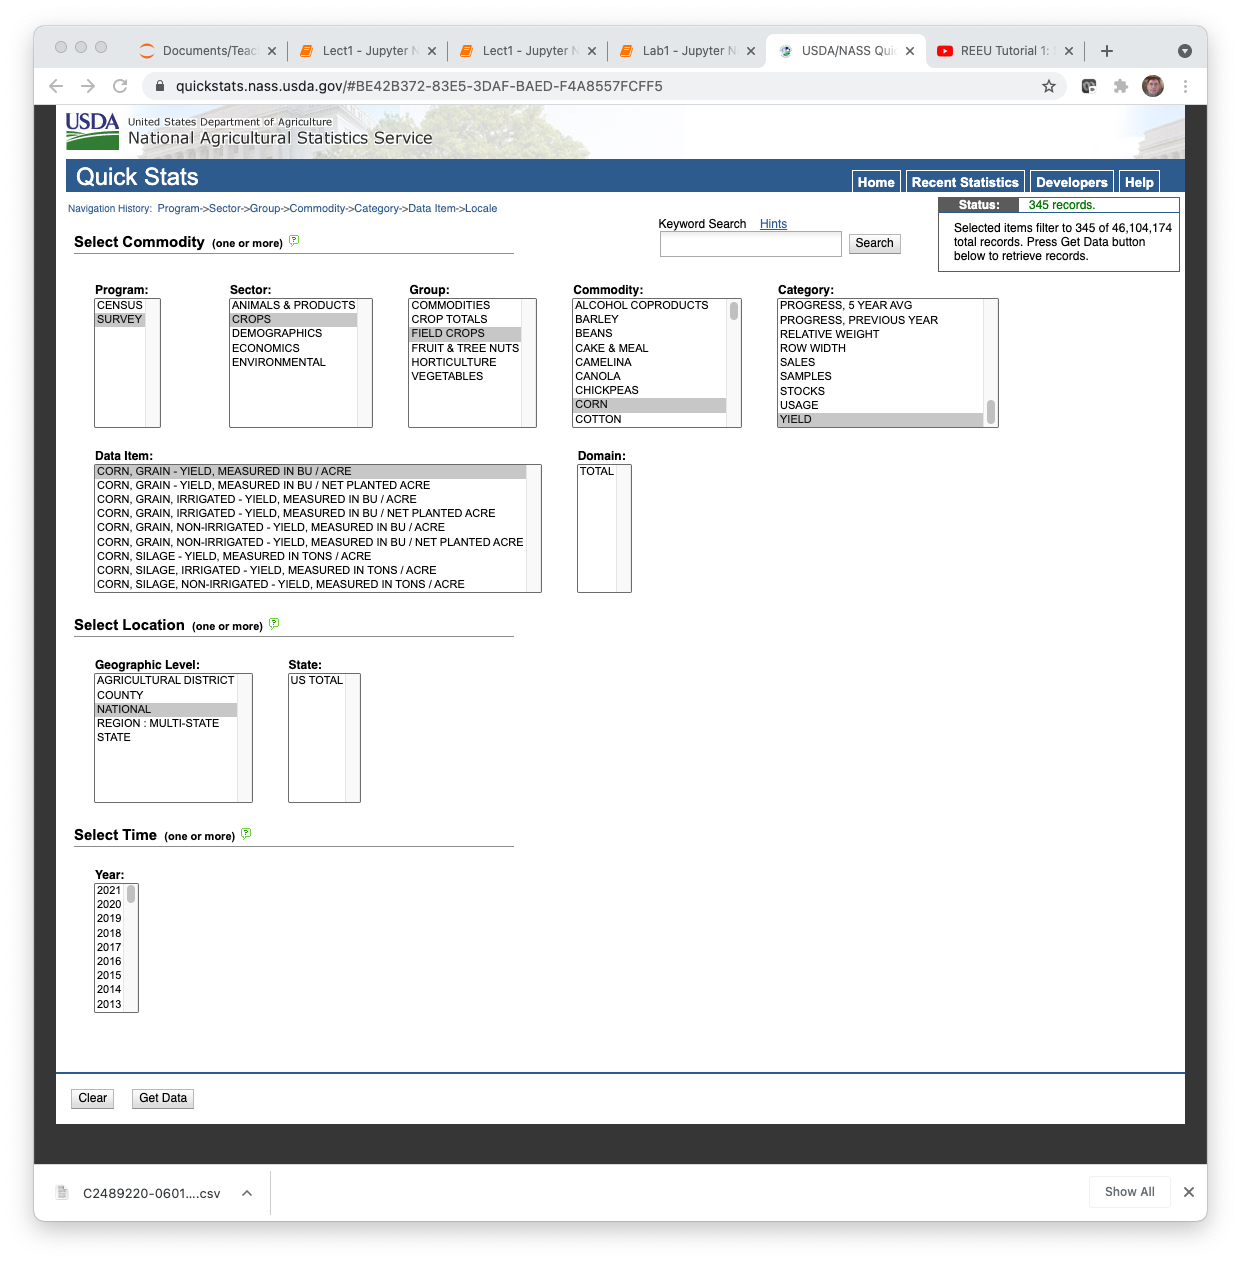 Documents/Teac
Lect1 - Jupyter N
Lect1 - Jupyter N
Lab1 - Jupyter N
USDA/NASS Qui
REEU Tutorial 1:
quickstats.nass.usda.gov/#BE42B372-83E5-3DAF-BAED-F4A8557FCFF5
USDA
United States Department of Agriculture
National Agricultural Statistics Service
Quick Stats
Home
Recent Statistics
Developers
Help
Navigation History: Program->Sector->Group->Commodity->Category->Data Item->Locale
Status: 345 records.
Selected items filter to 345 of 46,104,174
total records. Press Get Data button
below to retrieve records.
Keyword Search Hints
Search
Select Commodity (one or more) ?
Program:
CENSUS
SURVEY
Sector:
ANIMALS & PRODUCTS
CROPS
DEMOGRAPHICS
ECONOMICS
ENVIRONMENTAL
Group:
COMMODITIES
CROP TOTALS
FIELD CROPS
FRUIT & TREE NUTS
HORTICULTURE
VEGETABLES
Commodity:
ALCOHOL COPRODUCTS
BARLEY
BEANS
CAKE & MEAL
CAMELINA
CANOLA
CHICKPEAS
CORN
COTTON
Category:
PROGRESS, 5 YEAR AVG
PROGRESS, PREVIOUS YEAR
RELATIVE WEIGHT
ROW WIDTH
SALES
SAMPLES
STOCKS
USAGE
YIELD
Data Item:
CORN, GRAIN - YIELD, MEASURED IN BU / ACRE
CORN, GRAIN - YIELD, MEASURED IN BU / NET PLANTED ACRE
CORN, GRAIN, IRRIGATED - YIELD, MEASURED IN BU / ACRE
CORN, GRAIN, IRRIGATED - YIELD, MEASURED IN BU / NET PLANTED ACRE
CORN, GRAIN, NON-IRRIGATED - YIELD, MEASURED IN BU / ACRE
CORN, GRAIN, NON-IRRIGATED - YIELD, MEASURED IN BU / NET PLANTED ACRE
CORN, SILAGE - YIELD, MEASURED IN TONS / ACRE
CORN, SILAGE, IRRIGATED - YIELD, MEASURED IN TONS / ACRE
CORN, SILAGE, NON-IRRIGATED - YIELD, MEASURED IN TONS / ACRE
Domain:
TOTAL
Select Location (one or more) ?
Geographic Level:
AGRICULTURAL DISTRICT
COUNTY
NATIONAL
REGION : MULTI-STATE
STATE
State:
US TOTAL
Select Time (one or more) ?
Year:
2021
2020
2019
2018
2017
2016
2015
2014
2013
Clear
Get Data
C2489220-0601....csv
Show All